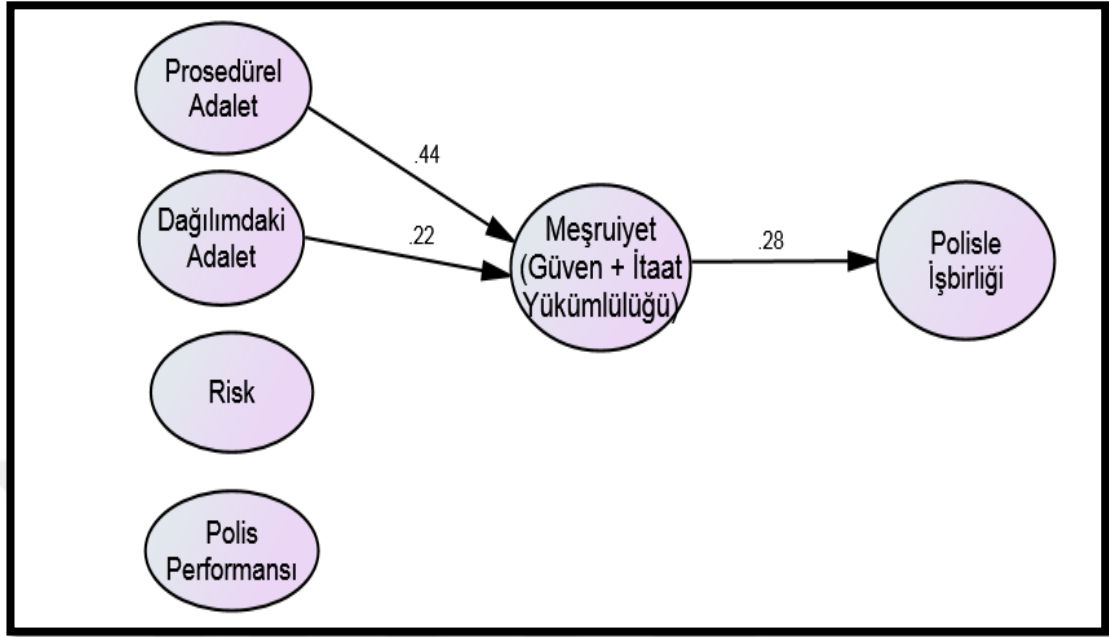 Prosedürel
Adalet
.44
Dağılımdaki
Adalet
.22
Meşruiyet
(Güven + İtaat
Yükümlülüğü)
.28
Polisle
İşbirliği
Risk
Polis
Performansı